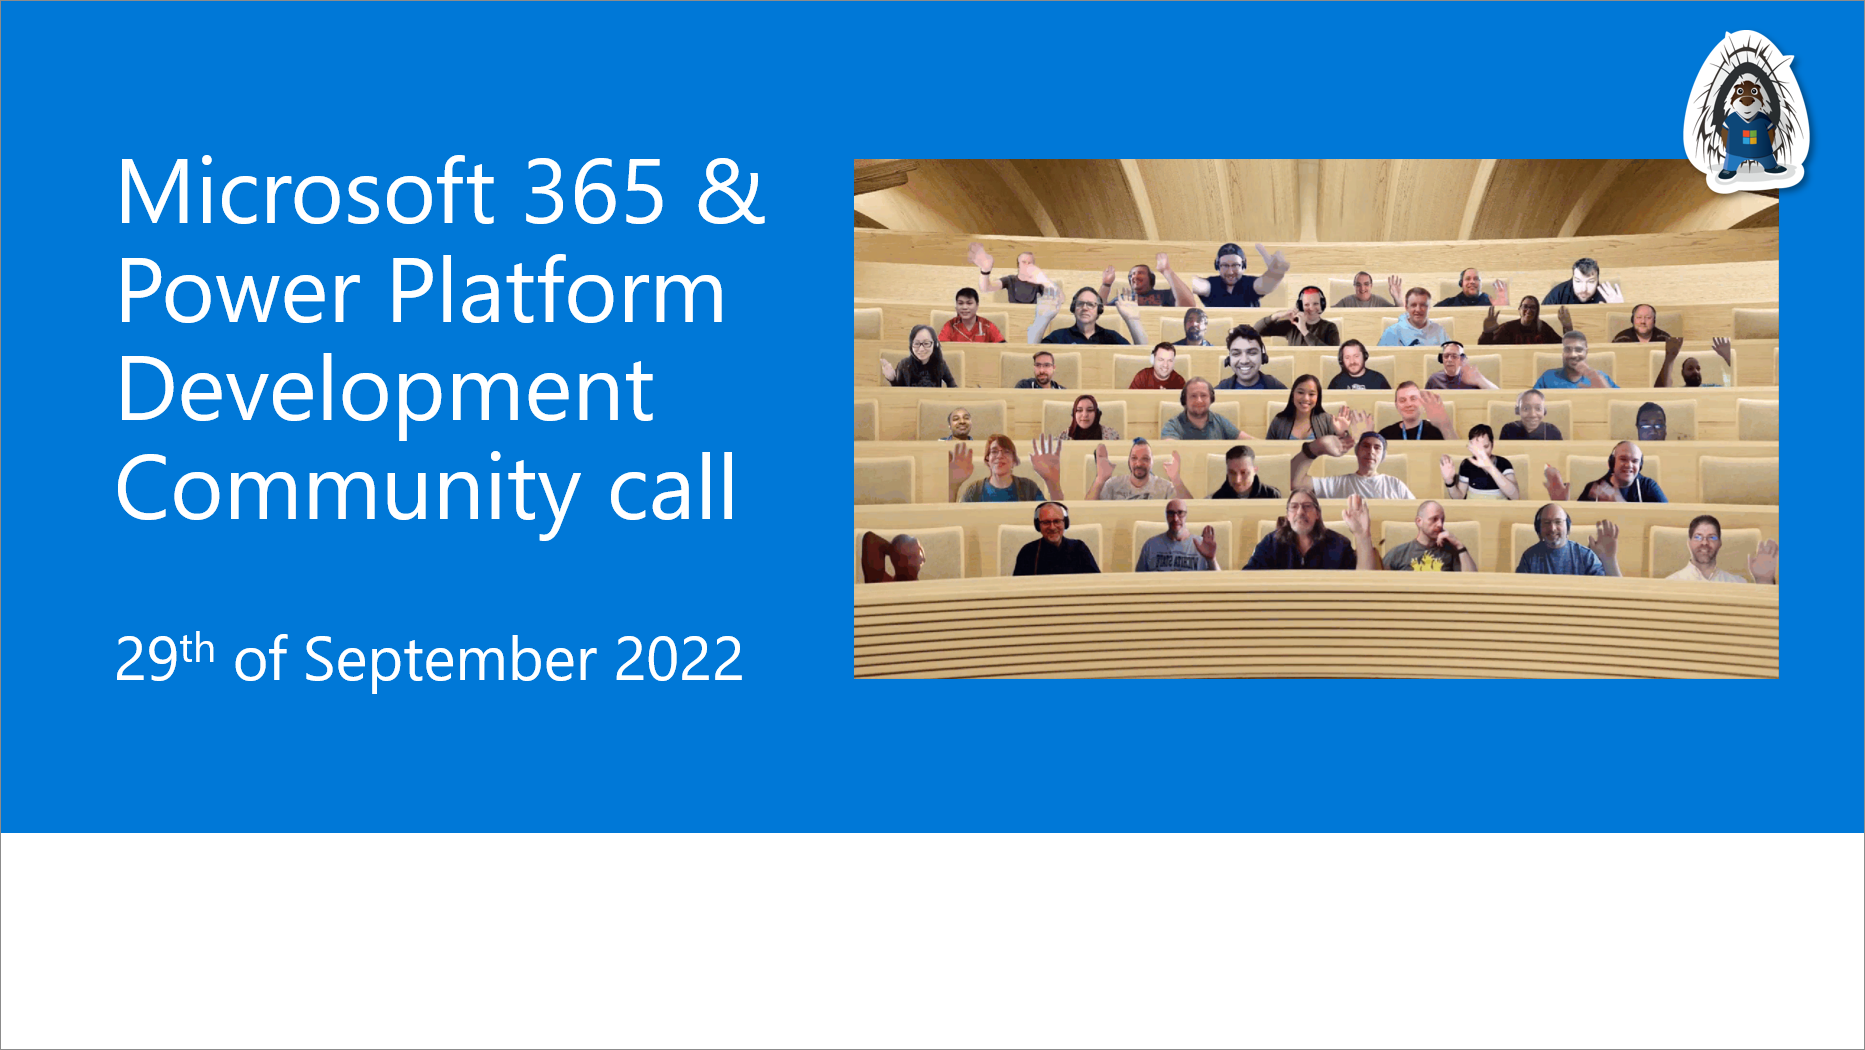 Microsoft 365 &
Power Platform
Development
Community call
29th of September 2022